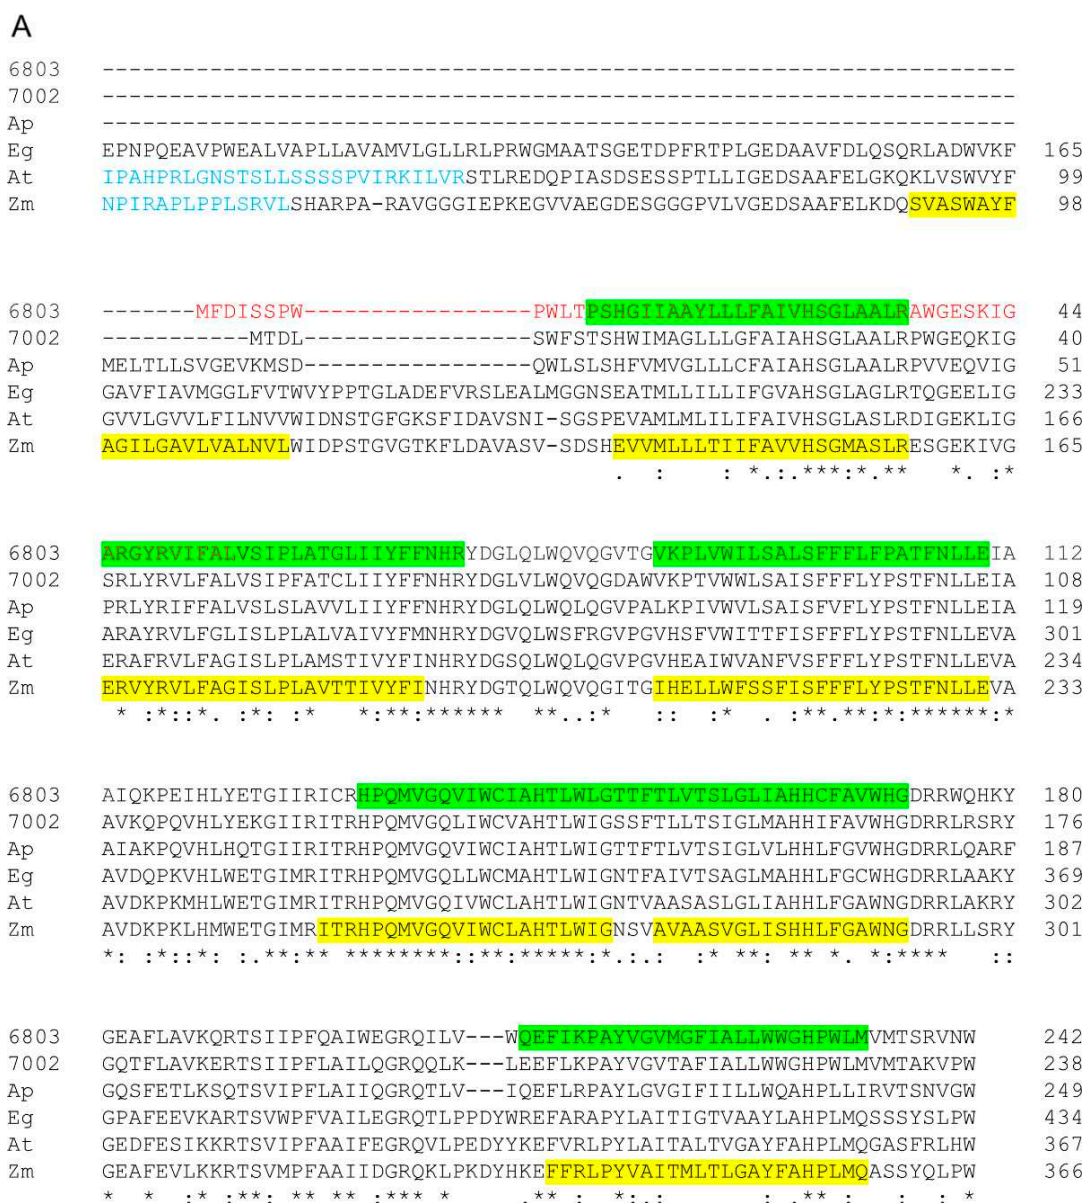 A
6803 ----------------------------------------------------------------------
7002 ----------------------------------------------------------------------
Ap ----------------------------------------------------------------------
Eg EPNPQEAVPWEALVAPLLAVAMVLGLLRLPRWGMAATSGETDPFRTPLGEDAAVFDLQSQRLADWVKF 165
At IPAHPRLGNSTSLLSSSSPVIRKILVRSTLREDQPIASDSESSPTLLIGEDSAAFELGKQKLVSWVYF 99
Zm NPIRAPLPPLSRVLSHARPA-RAVGGGIEPKEGVVAEGDESGGGPVLVGEDSAAFELKDQSVASWAYF 98
6803 -------MFDISSPW-----------------PWLTPSHGIIAAYLLLFAIVHSGLAALRAWGESKIG 44
7002 -----------MTDL-----------------SWFSTSHWIMAGLLLGFAIAHSGLAALRPWGEQKIG 40
Ap MELTLLSVGEVKMSD-----------------QWLSLSHFVMVGLLLCFAIAHSGLAALRPVVEQVIG 51
Eg GAVFIAVMGGLFVTWVYPPTGLADEFVRSLEALMGGNSEATMLLILLIFGVAHSGLAGLRTQGEELIG 233
At GVVLGVVLFILNVVWIDNSTGFGKSFIDAVSNI-SGSPEVAMLMLILIFAIVHSGLASLRDIGEKLIG 166
Zm AGILGAVLVALNVLWIDPSTGVGTKFLDAVASV-SDSHEVVMLLLTIIFAVVHSGMASLRESGEKIVG 165
. : : *.:.***:*.** *. :*
6803 ARGYRVIFALVSIPLATGLIIYFFNHRYDGLQLWQVQGVTGVKPLVWILSALSFFFLFPATFNLLEIA 112
7002 SRLYRVLFALVSIPFATCLIIYFFNHRYDGLVLWQVQGDAWVKPTVWWLSAISFFFLYPSTFNLLEIA 108
Ap PRLYRIFFALVSLSLAVVLIIYFFNHRYDGLQLWQLQGVPALKPIVWVLSAISFVFLYPSTFNLLEIA 119
Eg ARAYRVLFGLISLPLALVAIVYFMNHRYDGVQLWSFRGVPGVHSFVWITTFISFFFLYPSTFNLLEVA 301
At ERAFRVLFAGISLPLAMSTIVYFINHRYDGSQLWQLQGVPGVHEAIWVANFVSFFFLYPSTFNLLEVA 234
Zm ERVYRVLFAGISLPLAVTTIVYFINHRYDGTQLWQVQGITGIHELLWFSSFISFFFLYPSTFNLLEVA 233
* :*::*. :*: :* *:**:****** **..:* :: :* . :**.**:*:******:*
6803 AIQKPEIHLYETGIIRICRHPQMVGQVIWCIAHTLWLGTTFTLVTSLGLIAHHCFAVWHGDRRWQHKY 180
7002 AVKQPQVHLYEKGIIRITRHPQMVGQLIWCVAHTLWIGSSFTLLTSIGLMAHHIFAVWHGDRRLRSRY 176
Ap AIAKPQVHLHQTGIIRITRHPQMVGQVIWCIAHTLWIGTTFTLVTSIGLVLHHLFGVWHGDRRLQARF 187
Eg AVDQPKVHLWETGIMRITRHPQMVGQLLWCMAHTLWIGNTFAIVTSAGLMAHHLFGCWHGDRRLAAKY 369
At AVDKPKMHLWETGIMRITRHPQMVGQIVWCLAHTLWIGNTVAASASLGLIAHHLFGAWNGDRRLAKRY 302
Zm AVDKPKLHMWETGIMRITRHPQMVGQVIWCLAHTLWIGNSVAVAASVGLISHHLFGAWNGDRRLLSRY 301
*: :*::*: :.**:** ********::**:*****:*.:.: :* **: ** *. *:**** ::
6803 GEAFLAVKQRTSIIPFQAIWEGRQILV---WQEFIKPAYVGVMGFIALLWWGHPWLMVMTSRVNW 242
7002 GQTFLAVKERTSIIPFLAILQGRQQLK---LEEFLKPAYVGVTAFIALLWWGHPWLMVMTAKVPW 238
Ap GQSFETLKSQTSVIPFLAIIQGRQTLV---IQEFLRPAYLGVGIFIILLWQAHPLLIRVTSNVGW 249
Eg GPAFEEVKARTSVWPFVAILEGRQTLPPDYWREFARAPYLAITIGTVAAYLAHPLMQSSSYSLPW 434
At GEDFESIKKRTSVIPFAAIFEGRQVLPEDYYKEFVRLPYLAITALTVGAYFAHPLMQGASFRLHW 367
Zm GEAFEVLKKRTSVMPFAAIIDGRQKLPKDYHKEFFRLPYVAITMLTLGAYFAHPLMQASSYQLPW 366
* * :* :**: ** ** :*** * .** : *:.: : .** : : : *